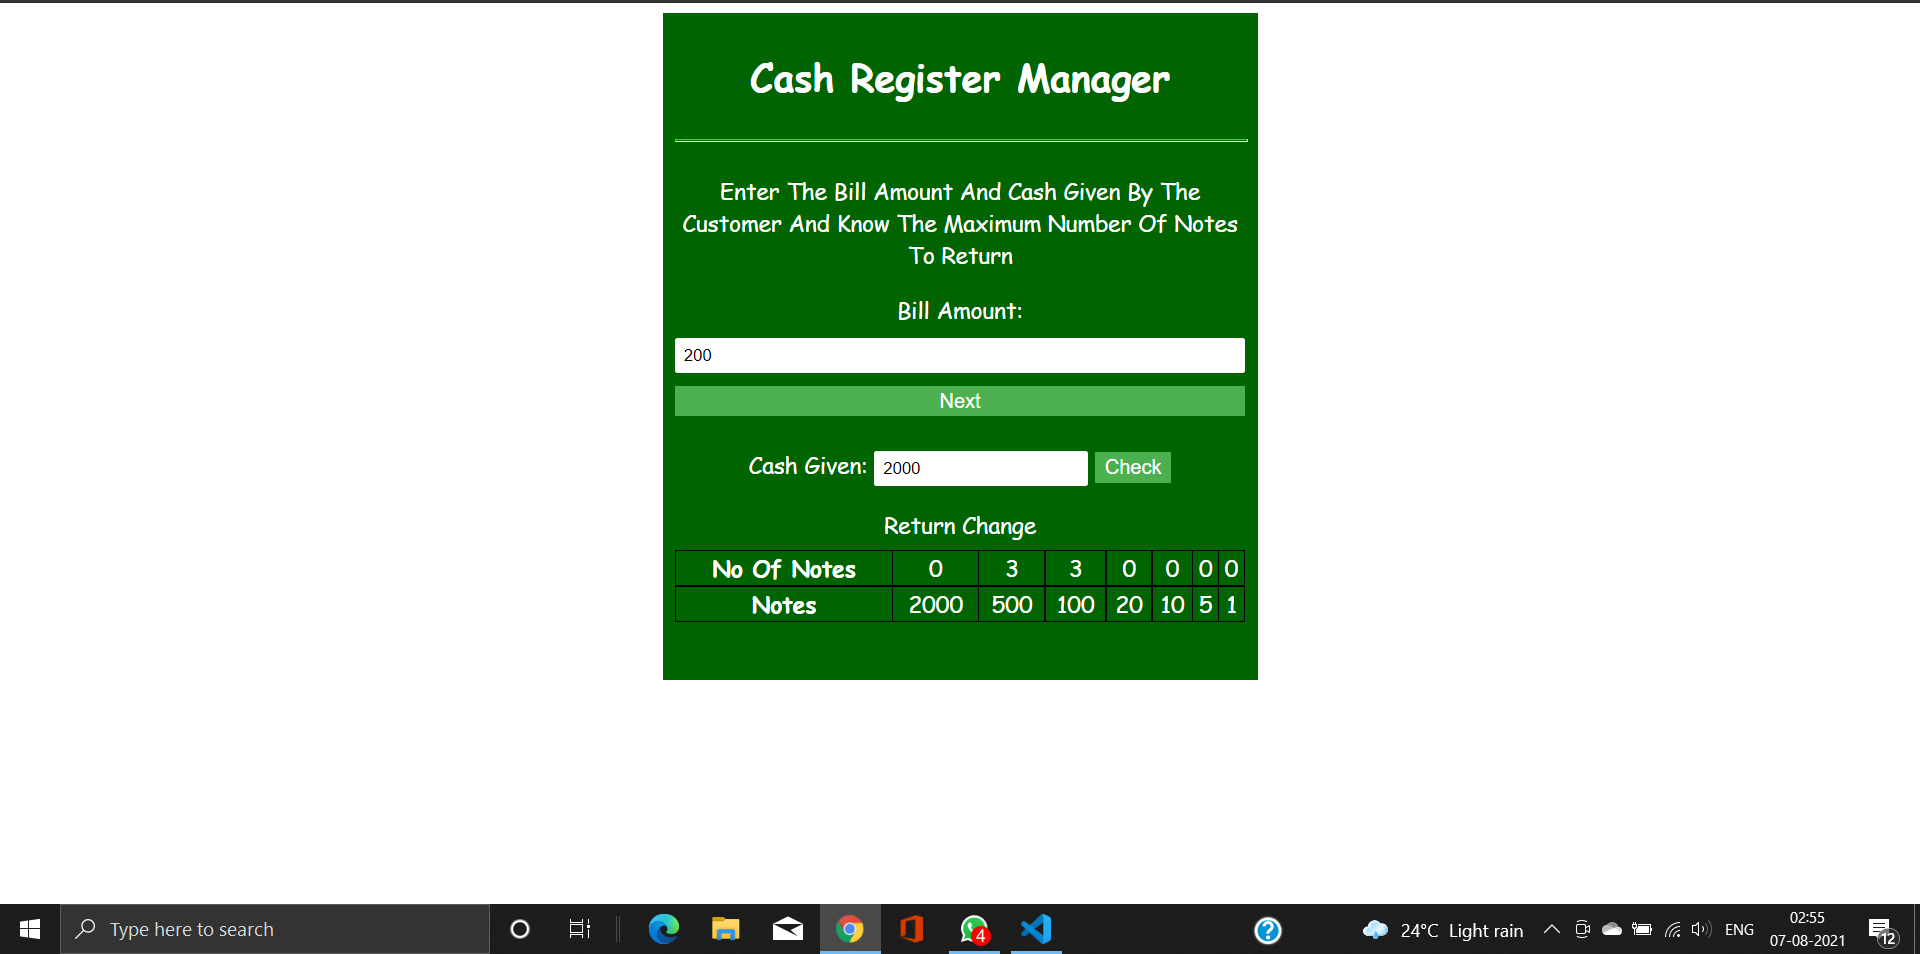 Cash Register Manager
Enter The Bill Amount And Cash Given By The
Customer And Know The Maximum Number Of Notes
To Return
Bill Amount:
200
Next
Cash Given: 2000 Check
Return Change
No Of Notes 0 3 3 0 0 0 0
Notes 2000 500 100 20 10 5 1
Type here to search
4
24°C Light rain
ENG
02:55
07-08-2021
12